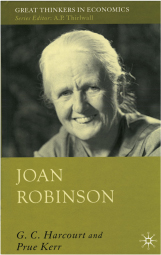 GREAT THINKERS IN ECONOMICS
Series Editor: A.P. Thirlwall
JOAN
ROBINSON
G. C. Harcourt and
Prue Kerr